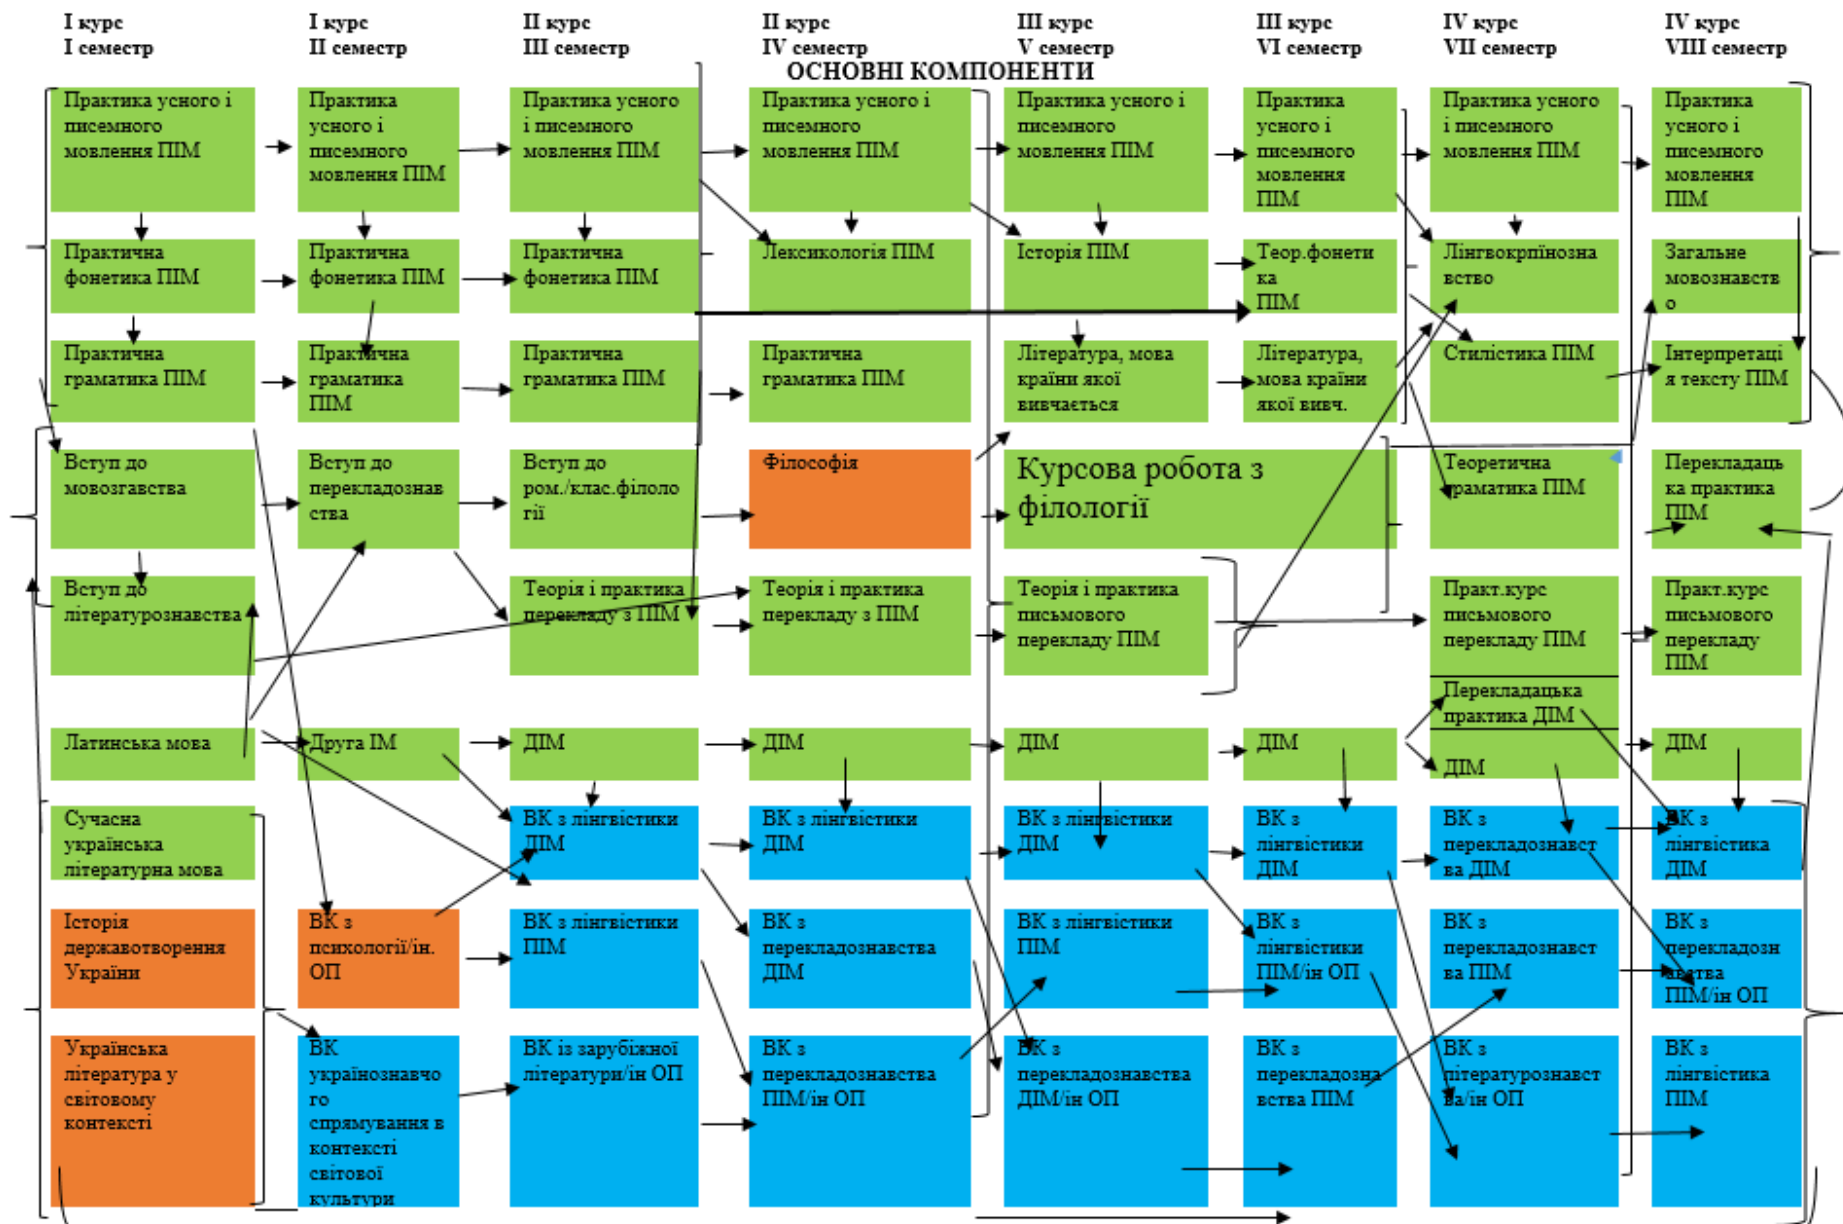 I курс
I семестр
I курс
II семестр
II курс
III семестр
II курс
IV семестр
III курс
V семестр
III курс
VI семестр
IV курс
VII семестр
IV курс
VIII семестр
ОСНОВНІ КОМПОНЕНТИ
Практика усного і
писемного
мовлення ПІМ
Практика
усного і
писемного
мовлення ПІМ
Практика усного
і писемного
мовлення ПІМ
Практика усного і
писемного
мовлення ПІМ
Практика усного і
писемного
мовлення ПІМ
Практика
усного і
писемного
мовлення
ПІМ
Практика усного
і писемного
мовлення ПІМ
Практика
усного і
писемного
мовлення
ПІМ
Практична
фонетика ПІМ
Практична
фонетика ПІМ
Практична
фонетика ПІМ
Лексикологія ПІМ
Історія ПІМ
Теор.фонети
ка
ПІМ
Лінгвокрпїнозна
вство
Загальне
мовознавств
о
Практична
граматика ПІМ
Практична
граматика
ПІМ
Практична
граматика ПІМ
Практична
граматика ПІМ
Література, мова
країни якої
вивчається
Література,
мова країни
якої вивч.
Стилістика ПІМ
Інтерпретаці
я тексту ПІМ
Вступ до
мовозгавства
Вступ до
перекладознав
ства
Вступ до
ром./клас.філоло
гії
Філософія
Курсова робота з
філології
Теоретична
граматика ПІМ
Перекладаць
ка практика
ПІМ
Вступ до
літературознавства
Теорія і практика
перекладу з ПІМ
Теорія і практика
перекладу з ПІМ
Теорія і практика
письмового
перекладу ПІМ
Практ.курс
письмового
перекладу ПІМ
Практ.курс
письмового
перекладу
ПІМ
Перекладацька
практика ДІМ
Латинська мова
Друга ІМ
ДІМ
ДІМ
ДІМ
ДІМ
ДІМ
ДІМ
Сучасна
українська
літературна мова
ВК з лінгвістики
ДІМ
ВК з лінгвістики
ДІМ
ВК з лінгвістики
ДІМ
ВК з
лінгвістики
ДІМ
ВК з
перекладознавст
ва ДІМ
ВК з
лінгвістика
ДІМ
Історія
державотворення
України
ВК з
психології/ін.
ОП
ВК з лінгвістики
ПІМ
ВК з
перекладознавства
ДІМ
ВК з лінгвістики
ПІМ
ВК з
лінгвістики
ПІМ/ін ОП
ВК з
перекладознавст
ва ПІМ
ВК з
перекладозн
авства
ПІМ/ін ОП
Українська
література у
світовому
контексті
ВК
українознавчо
го
спрямування в
контексті
світової
культури
ВК із зарубіжної
літератури/ін ОП
ВК з
перекладознавства
ПІМ/ін ОП
ВК з
перекладознавства
ДІМ/ін ОП
ВК з
перекладозна
вства ПІМ
ВК з
літературознавст
ва/ін ОП
ВК з
лінгвістика
ПІМ